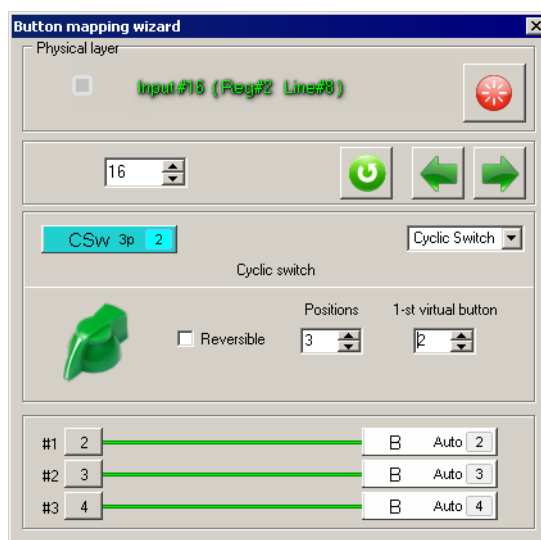 Button mapping wizard
Physical layer
Input#16 (Reg#2 Line#8)
16
CSw 3p 2
Cyclic Switch
Cyclic switch
Positions
1-st virtual button
Reversible
3
2
#1 2 B Auto 2
#2 3 B Auto 3
#3 4 B Auto 4